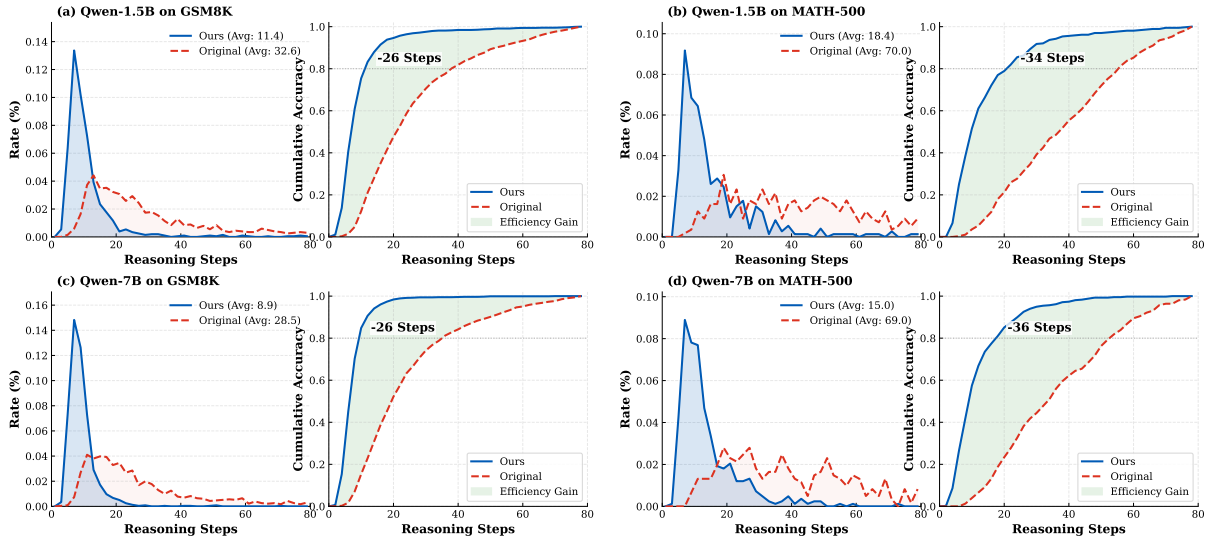 (a) Qwen-1.5B on GSM8K
Ours (Avg: 11.4)
Original (Avg: 32.6)
Rate (%)
0.14
0.12
0.10
0.08
0.06
0.04
0.02
0.00
0 20 40 60 80
Reasoning Steps
Cumulative Accuracy
1.0
0.8
0.6
0.4
0.2
0.0
-26 Steps
Ours
Original
Efficiency Gain
0 20 40 60 80
Reasoning Steps
(b) Qwen-1.5B on MATH-500
Ours (Avg: 18.4)
Original (Avg: 70.0)
Rate (%)
0.10
0.08
0.06
0.04
0.02
0.00
0 20 40 60 80
Reasoning Steps
Cumulative Accuracy
1.0
0.8
0.6
0.4
0.2
0.0
-34 Steps
Ours
Original
Efficiency Gain
0 20 40 60 80
Reasoning Steps
(c) Qwen-7B on GSM8K
Ours (Avg: 8.9)
Original (Avg: 28.5)
Rate (%)
0.16
0.14
0.12
0.10
0.08
0.06
0.04
0.02
0.00
0 20 40 60 80
Reasoning Steps
Cumulative Accuracy
1.0
0.8
0.6
0.4
0.2
0.0
-26 Steps
Ours
Original
Efficiency Gain
0 20 40 60 80
Reasoning Steps
(d) Qwen-7B on MATH-500
Ours (Avg: 15.0)
Original (Avg: 69.0)
Rate (%)
0.10
0.08
0.06
0.04
0.02
0.00
0 20 40 60 80
Reasoning Steps
Cumulative Accuracy
1.0
0.8
0.6
0.4
0.2
0.0
-36 Steps
Ours
Original
Efficiency Gain
0 20 40 60 80
Reasoning Steps